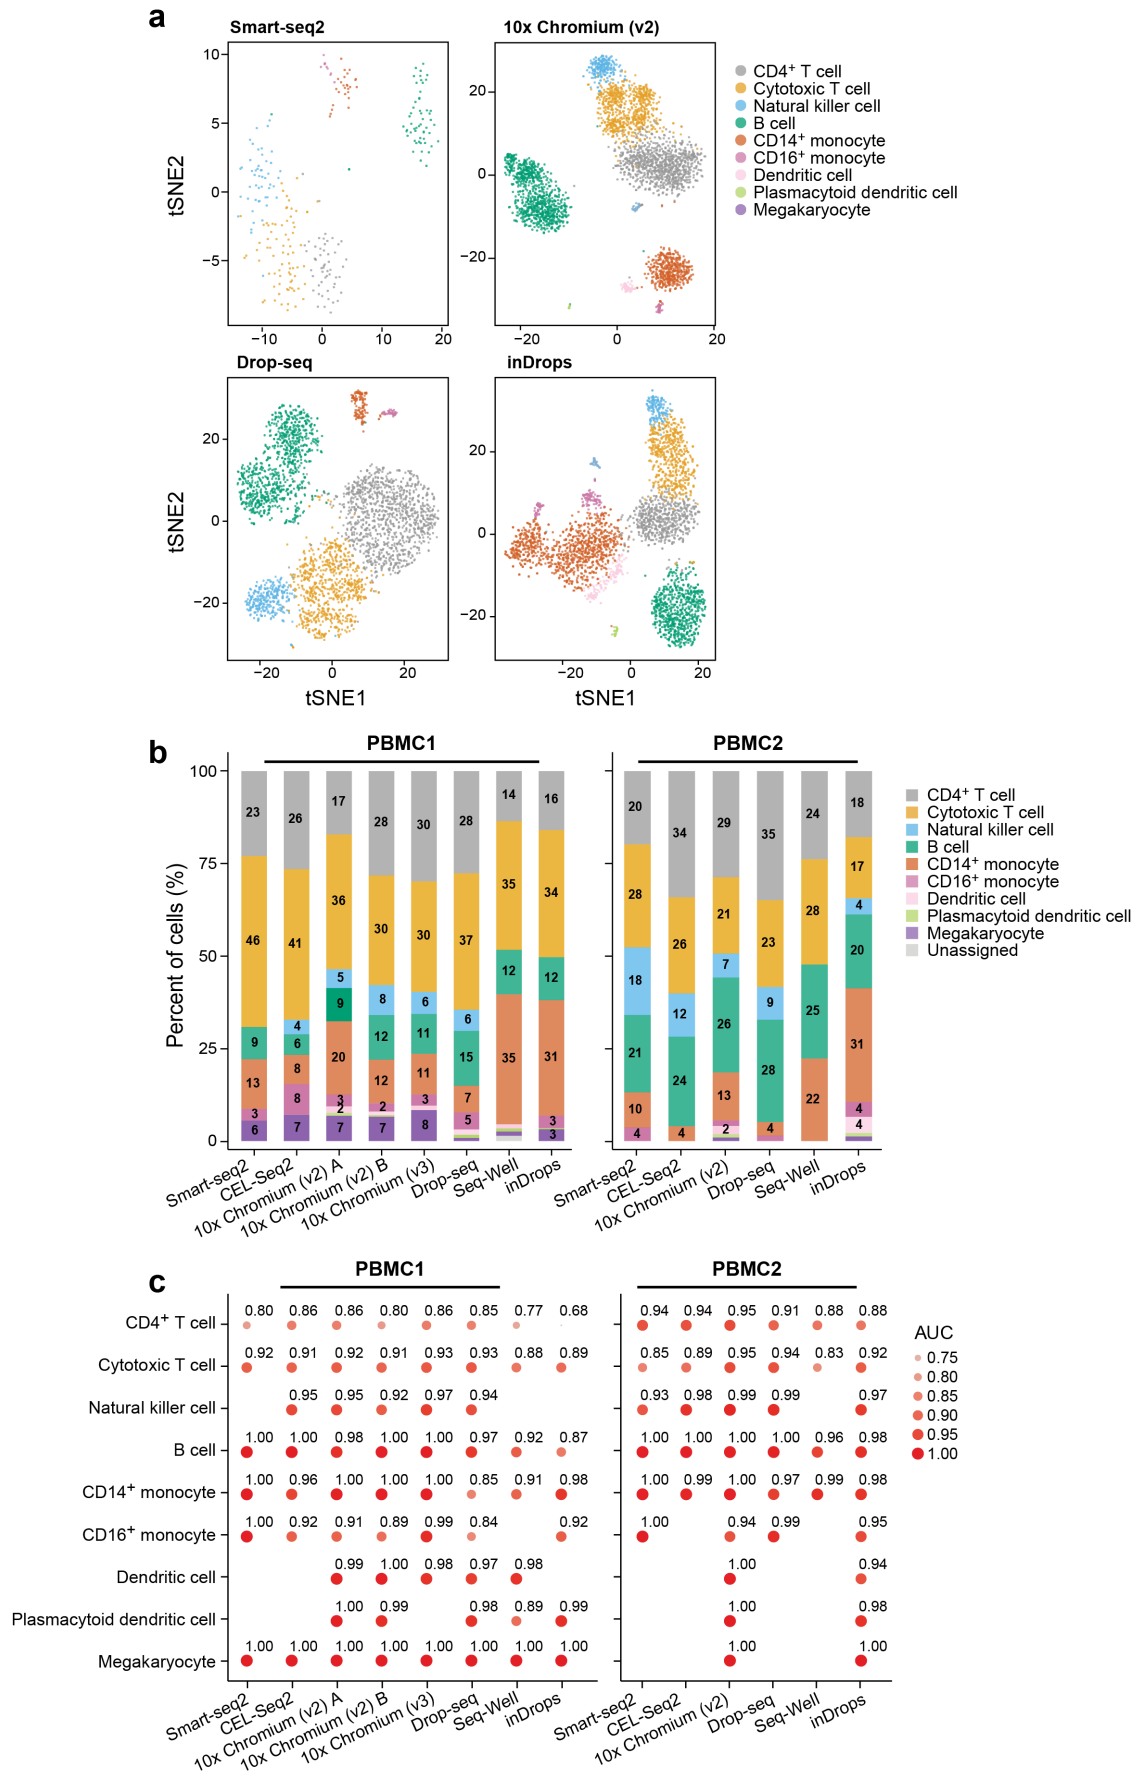 a
Smart-seq2
10x Chromium (v2)
10
5
0
−5
−10
0
10
20
tSNE2
20
0
−20
−20
0
20
CD4+ T cell
Cytotoxic T cell
Natural killer cell
B cell
CD14+ monocyte
CD16+ monocyte
Dendritic cell
Plasmacytoid dendritic cell
Megakaryocyte
Drop-seq
inDrops
20
0
−20
−20
0
20
tSNE2
tSNE1
20
0
−20
−20
0
20
tSNE1
b
PBMC1
PBMC2
Percent of cells (%)
100
75
50
25
0
23
46
9
13
3
6
26
41
4
6
8
8
7
17
36
5
9
20
3
2
7
28
30
8
12
12
2
7
30
30
6
11
11
3
8
28
37
6
15
7
5
14
35
12
35
16
34
12
31
3
3
20
28
18
21
10
4
34
26
12
24
4
29
21
7
26
13
2
35
23
9
28
4
24
28
25
22
18
17
4
20
31
4
4
Smart-seq2
CEL-Seq2
10x Chromium (v2) A
10x Chromium (v2) B
10x Chromium (v3)
Drop-seq
Seq-Well
inDrops
Smart-seq2
CEL-Seq2
10x Chromium (v2)
Drop-seq
Seq-Well
inDrops
CD4+ T cell
Cytotoxic T cell
Natural killer cell
B cell
CD14+ monocyte
CD16+ monocyte
Dendritic cell
Plasmacytoid dendritic cell
Megakaryocyte
Unassigned
c
PBMC1
PBMC2
CD4+ T cell 0.80 0.86 0.86 0.80 0.86 0.85 0.77 0.68 0.94 0.94 0.95 0.91 0.88 0.88
Cytotoxic T cell 0.92 0.91 0.92 0.91 0.93 0.93 0.88 0.89 0.85 0.89 0.95 0.94 0.83 0.92
Natural killer cell 0.95 0.95 0.92 0.97 0.94 0.93 0.98 0.99 0.99 0.97
B cell 1.00 1.00 0.98 1.00 1.00 0.97 0.92 0.87 1.00 1.00 1.00 1.00 0.96 0.98
CD14+ monocyte 1.00 0.96 1.00 1.00 1.00 0.85 0.91 0.98 1.00 0.99 1.00 0.97 0.99 0.98
CD16+ monocyte 1.00 0.92 0.91 0.89 0.99 0.84 0.92 1.00 0.94 0.99 0.95
Dendritic cell 0.99 1.00 0.98 0.97 0.98 1.00 0.94
Plasmacytoid dendritic cell 1.00 0.99 0.98 0.89 0.99 1.00 0.98
Megakaryocyte 1.00 1.00 1.00 1.00 1.00 1.00 1.00 1.00 1.00 1.00
Smart-seq2
CEL-Seq2
10x Chromium (v2) A
10x Chromium (v2) B
10x Chromium (v3)
Drop-seq
Seq-Well
inDrops
Smart-seq2
CEL-Seq2
10x Chromium (v2)
Drop-seq
Seq-Well
inDrops
AUC
0.75
0.80
0.85
0.90
0.95
1.00